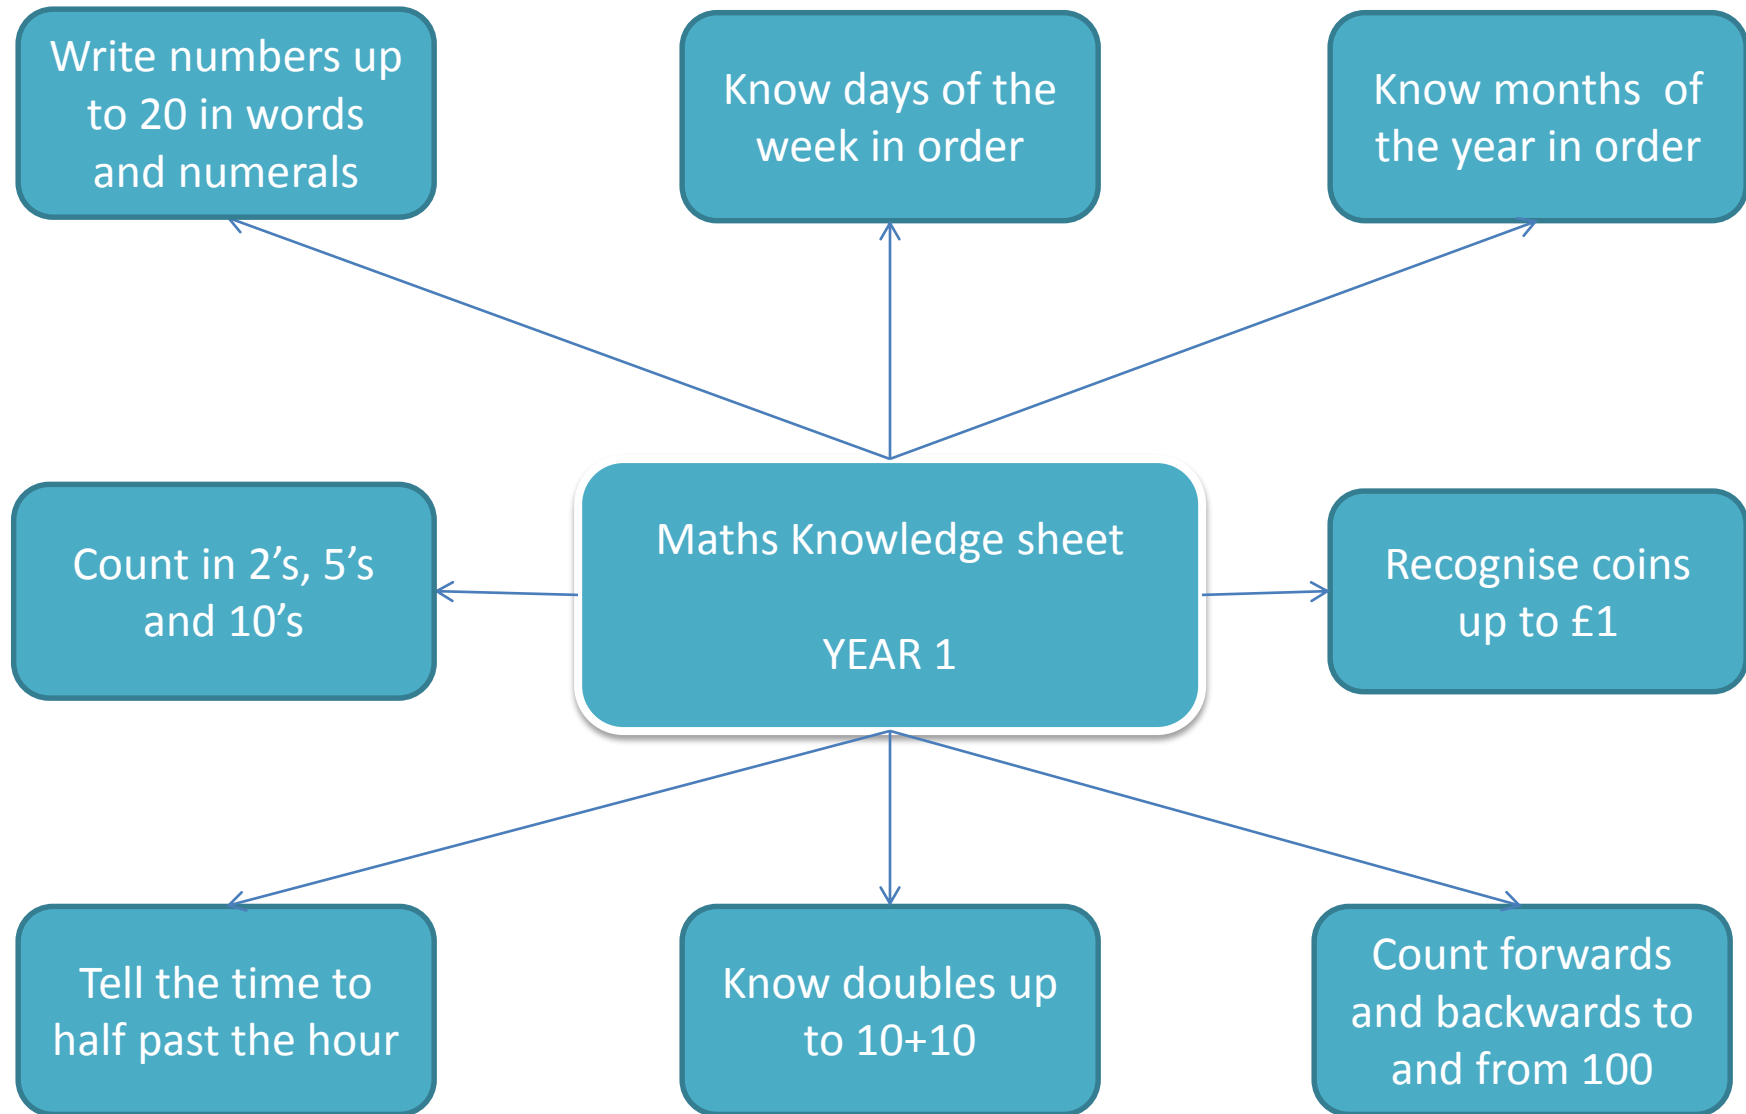 Write numbers up
to 20 in words
and numerals
Know days of the
week in order
Know months  of
the year in order
Count in 2’s, 5’s
and 10’s
Maths Knowledge sheet
YEAR 1
Recognise coins
up to £1
Tell the time to
half past the hour
Know doubles up
to 10+10
Count forwards
and backwards to
and from 100